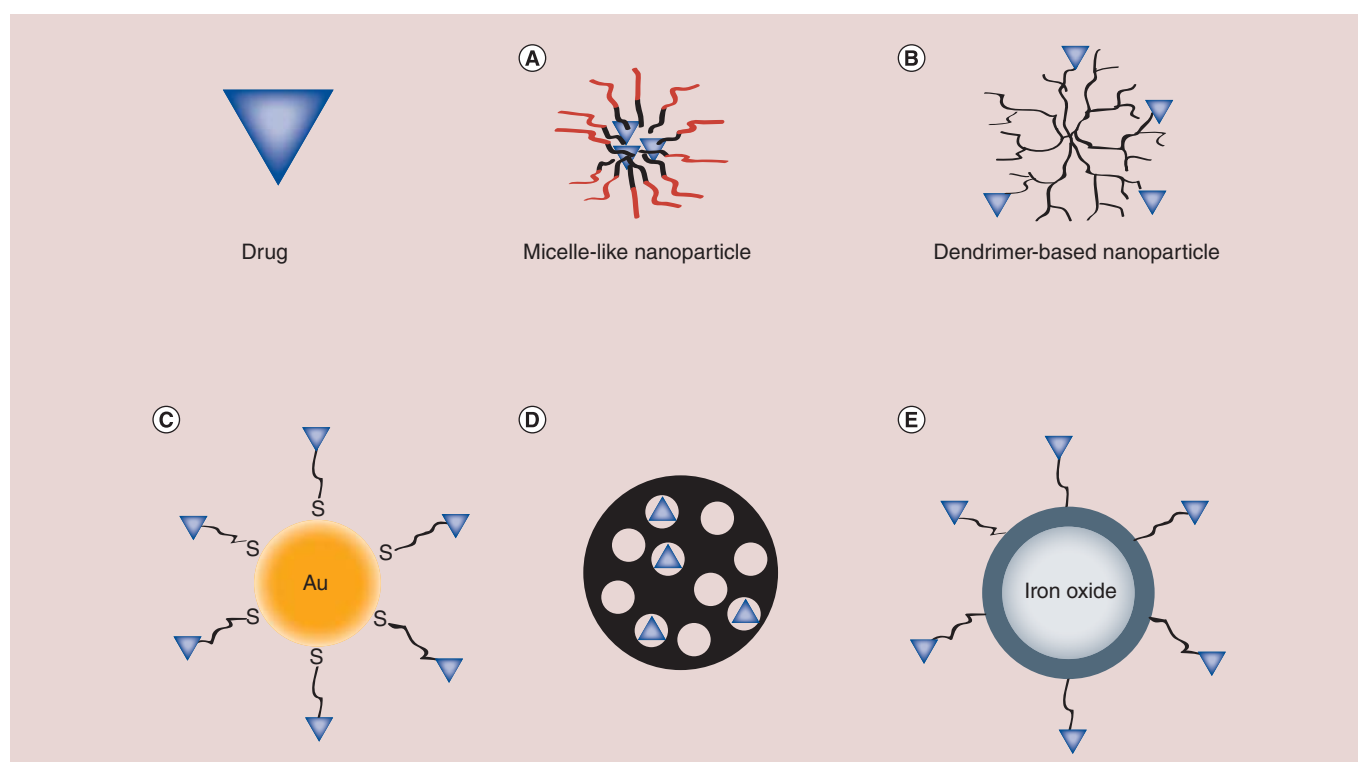 A
B
Drug
Micelle-like nanoparticle
Dendrimer-based nanoparticle
C
D
E
S
S
S
Au
Iron oxide
S
S
S